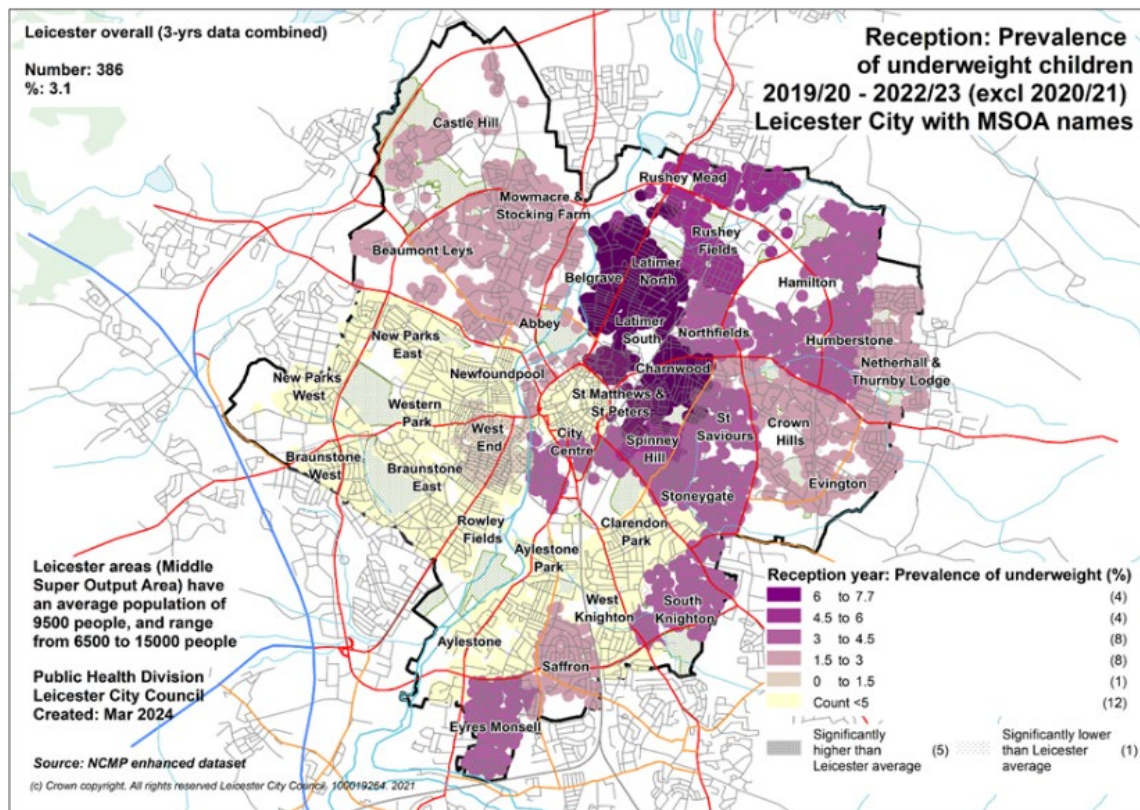 Leicester overall (3-yrs data combined)
Number: 386
%: 3.1
Reception: Prevalence
of underweight children
2019/20 - 2022/23 (excl 2020/21)
Leicester City with MSOA names
Castle Hill
Rushey Mead
Mowmacre &
Stocking Farm
Rushey
Fields
Beaumont Leys
Latimer
North
Belgrave
Hamilton
Abbey
Latimer
South
Northfields
New Parks
East
Humberstone
Newfoundpool
Charnwood
Netherhall &
Thurnby Lodge
New Parks
West
St Matthews &
St Peters
Western
Park
West
End
City
Centre
St
Saviours
Crown
Hills
Spinney
Hill
Braunstone
West
Braunstone
East
Evington
Stoneygate
Rowley
Fields
Clarendon
Park
Aylestone
Park
West
Knighton
South
Knighton
Aylestone
Saffron
Eyres Monsell
Leicester areas (Middle
Super Output Area) have
an average population of
9500 people, and range
from 6500 to 15000 people
Public Health Division
Leicester City Council
Created: Mar 2024
Source: NCMP enhanced dataset
(c) Crown copyright. All rights reserved Leicester City Council. 100019264. 2021
Reception year: Prevalence of underweight (%)
6 to 7.7 (4)
4.5 to 6 (4)
3 to 4.5 (8)
1.5 to 3 (8)
0 to 1.5 (1)
Count <5 (12)
Significantly
higher than (5)
Leicester average
Significantly lower
than Leicester (1)
average